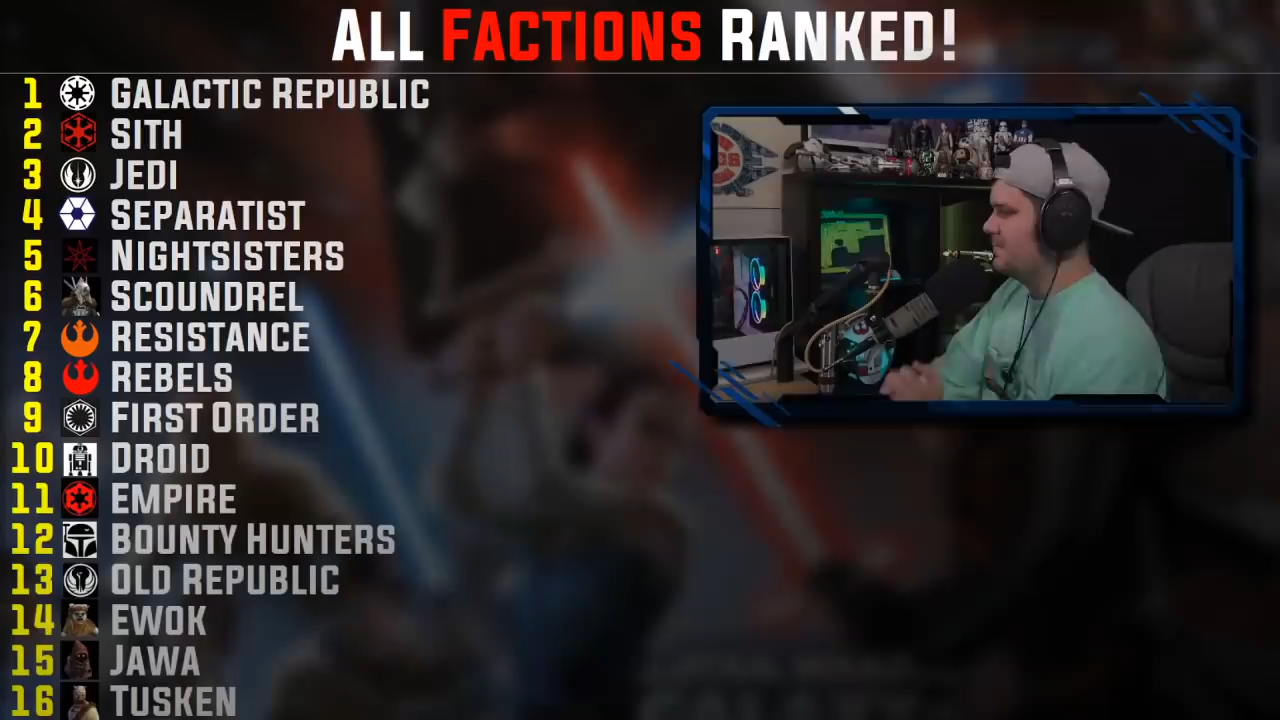 ALL FACTIONS RANKED!
1 GALACTIC REPUBLIC
2 SITH
3 JEDI
4 SEPARATIST
5 NIGHTSISTERS
6 SCOUNDREL
7 RESISTANCE
8 REBELS
9 FIRST ORDER
10 DROID
11 EMPIRE
12 BOUNTY HUNTERS
13 OLD REPUBLIC
14 EWOK
15 JAWA
16 TUSKEN